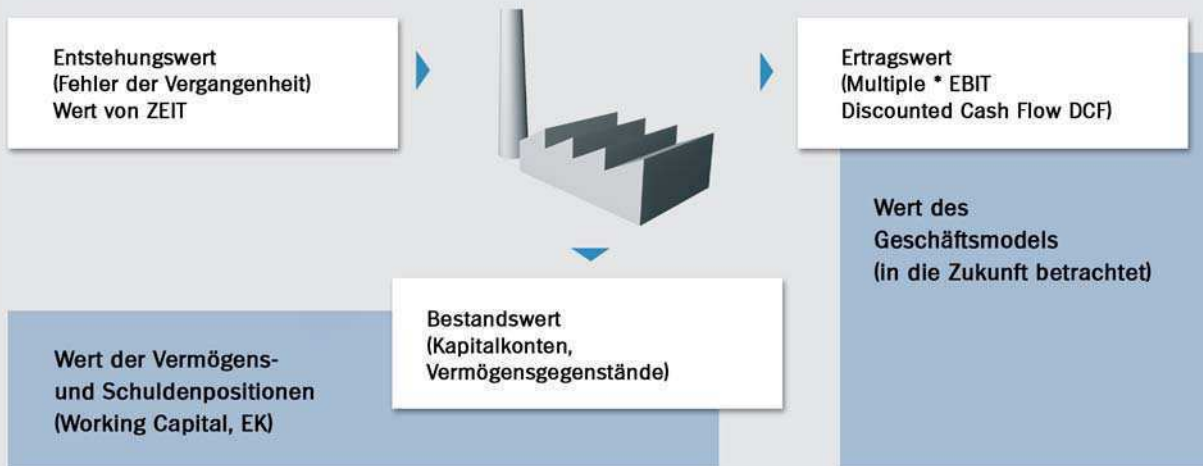 Entstehungswert
(Fehler der Vergangenheit)
Wert von ZEIT
Ertragswert
(Multiple * EBIT
Discounted Cash Flow DCF)
Wert des
Geschäftsmodels
(in die Zukunft betrachtet)
Bestandswert
(Kapitalkonten,
Vermögensgegenstände)
Wert der Vermögens-
und Schuldenpositionen
(Working Capital, EK)